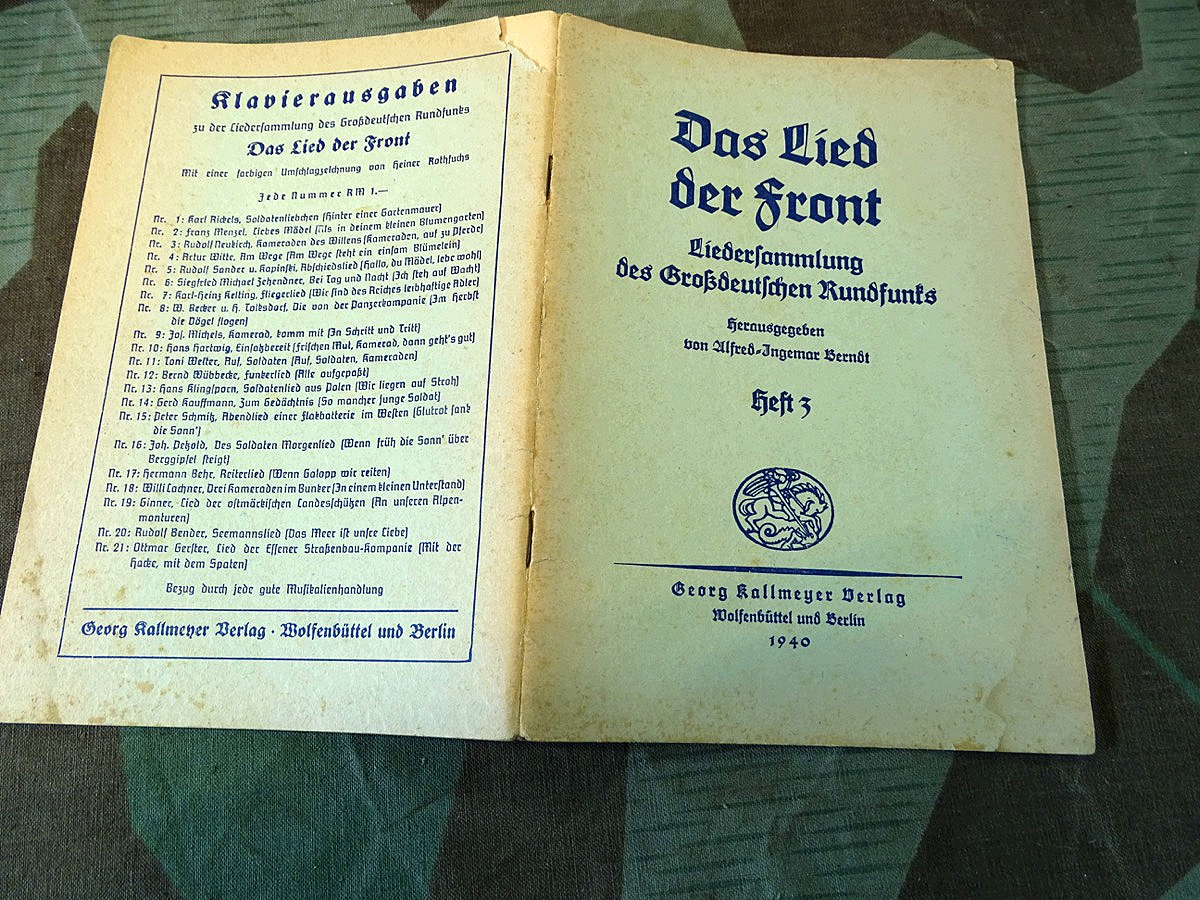 Klavierausgaben
zu der Liedersammlung des Großdeutschen Rundfunks
Das Lied der Front
Mit einer farbigen Umschlagzeichnung von Heiner Rothfuchs
Jede Nummer RM 1.—
Nr. 1: Karl Rickels, Soldatenliebchen (Hinter einer Gartenmauer)
Nr. 2: Franz Menzel, Liebes Mädel (Als in deinem kleinen Blumengarten)
Nr. 3: Rudolf Neukirch, Kameraden des Willens (Kameraden, auf zu Pferde)
Nr. 4: Artur Witte, Am Wege (Am Wege steht ein einsam Blümelein)
Nr. 5: Rudolf Sander u. Kapinski, Abschiedslied (Hallo, du Mädel, lebe wohl)
Nr. 6: Siegfried Michael Zehendner, Bei Tag und Nacht (Ich steh auf Wacht)
Nr. 7: Karl-Heinz Kelting, Fliegerlied (Wir sind des Reiches leibhaftige Adler)
Nr. 8: W. Becker u. H. Tolksdorf, Die von der Panzerkompanie (Im Herbst
die Vögel flogen)
Nr. 9: Jos. Michels, Kamerad, komm mit (In Schritt und Tritt)
Nr. 10: Hans Hartwig, Einsatzbereit (Frischen Mut, Kamerad, dann geht's gut)
Nr. 11: Toni Wester, Auf, Soldaten (Auf, Soldaten, Kameraden)
Nr. 12: Bernd Wübbecke, Funkerlied (Alle aufgepaßt)
Nr. 13: Hans Klingsporn, Soldatenlied aus Polen (Wir liegen auf Stroh)
Nr. 14: Gerd Kauffmann, Zum Gedächtnis (So mancher junge Soldat)
Nr. 15: Peter Schmitz, Abendlied einer Flakbatterie im Westen (Glutrot sank
die Sonn')
Nr. 16: Joh. Petzold, Des Soldaten Morgenlied (Wenn früh die Sonn' über
Berggipfel steigt)
Nr. 17: Hermann Behr, Reiterlied (Wenn Galopp wir reiten)
Nr. 18: Willi Lachner, Drei Kameraden im Bunker (In einem kleinen Unterstand)
Nr. 19: Ginner, Lied der ostmärkischen Landesschützen (An unseren Alpen-
monturen)
Nr. 20: Rudolf Bender, Seemannslied (Das Meer ist unsre Liebe)
Nr. 21: Ottmar Gerster, Lied der Essener Straßenbau-Kompanie (Mit der
Hacke, mit dem Spaten)
Bezug durch jede gute Musikalienhandlung
Georg Kallmeyer Verlag · Wolfenbüttel und Berlin
Das Lied
der Front
Liedersammlung
des Großdeutschen Rundfunks
Herausgegeben
von Alfred-Ingemar Berndt
Heft 3
Georg Kallmeyer Verlag
Wolfenbüttel und Berlin
1940